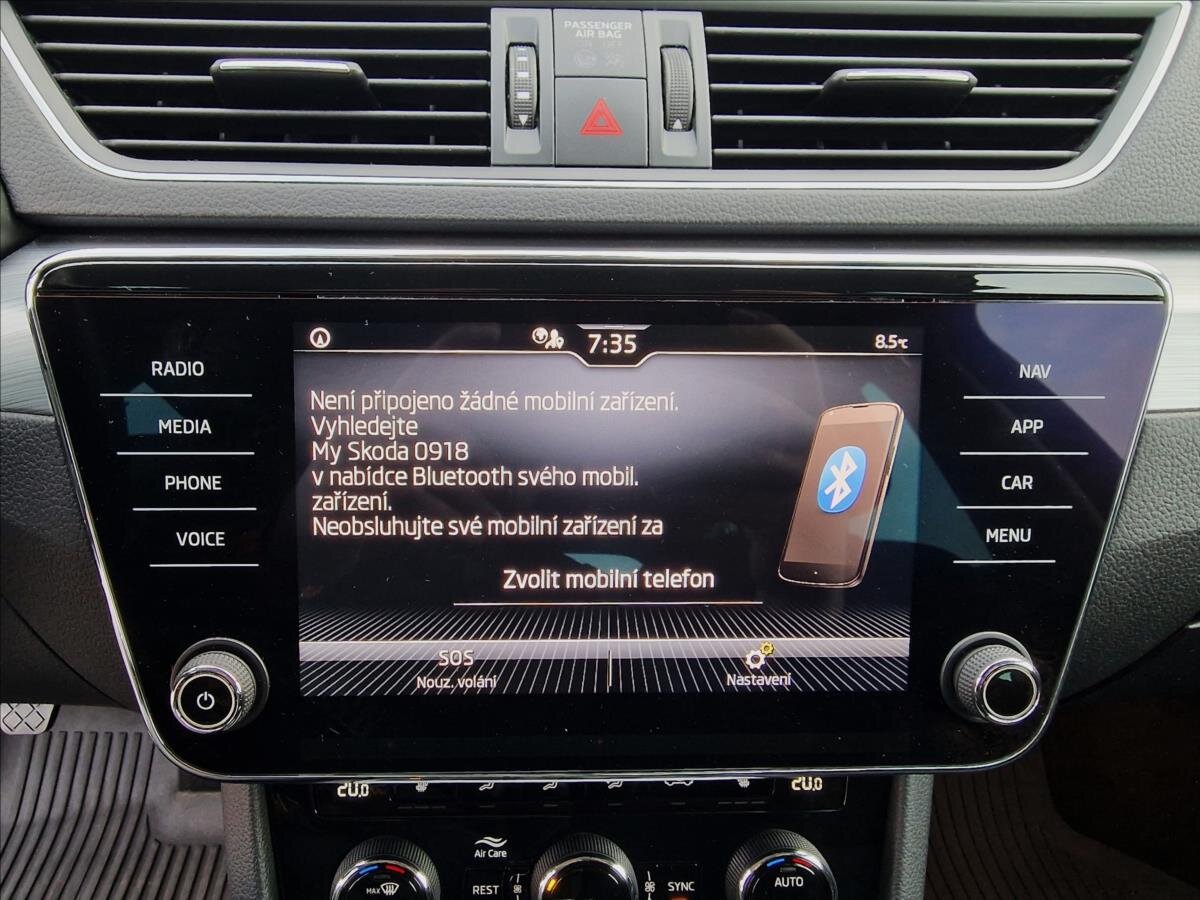 PASSENGER
AIR BAG
ON OFF
7:35
8.5℃
RADIO
MEDIA
PHONE
VOICE
Není připojeno žádné mobilní zařízení.
Vyhledejte
My Skoda 0918
v nabídce Bluetooth svého mobil.
zařízení.
Neobsluhujte své mobilní zařízení za
Zvolit mobilní telefon
SOS
Nouz. volání
Nastavení
NAV
APP
CAR
MENU
20.0
20.0
Air Care
MAX
REST
SYNC
AUTO